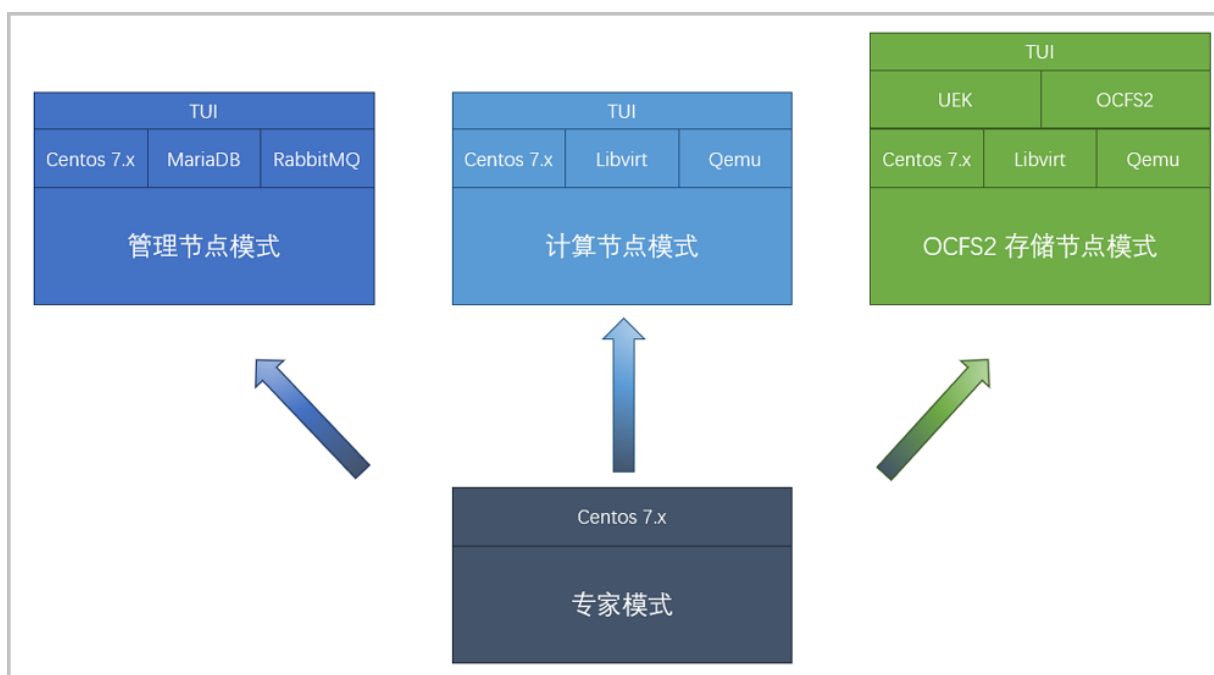 TUI
Centos 7.x MariaDB RabbitMQ
管理节点模式
TUI
Centos 7.x Libvirt Qemu
计算节点模式
TUI
UEK OCFS2
Centos 7.x Libvirt Qemu
OCFS2 存储节点模式
Centos 7.x
专家模式